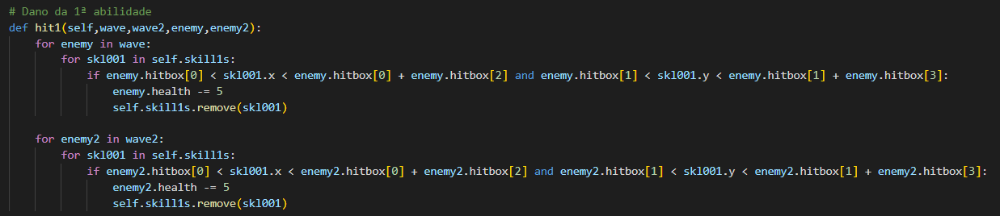 # Dano da 1ª abilidade
def hit1(self,wave,wave2,enemy,enemy2):
    for enemy in wave:
        for skl001 in self.skill1s:
            if enemy.hitbox[0] < skl001.x < enemy.hitbox[0] + enemy.hitbox[2] and enemy.hitbox[1] < skl001.y < enemy.hitbox[1] + enemy.hitbox[3]:
                enemy.health -= 5
                self.skill1s.remove(skl001)

    for enemy2 in wave2:
        for skl001 in self.skill1s:
            if enemy2.hitbox[0] < skl001.x < enemy2.hitbox[0] + enemy2.hitbox[2] and enemy2.hitbox[1] < skl001.y < enemy2.hitbox[1] + enemy2.hitbox[3]:
                enemy2.health -= 5
                self.skill1s.remove(skl001)